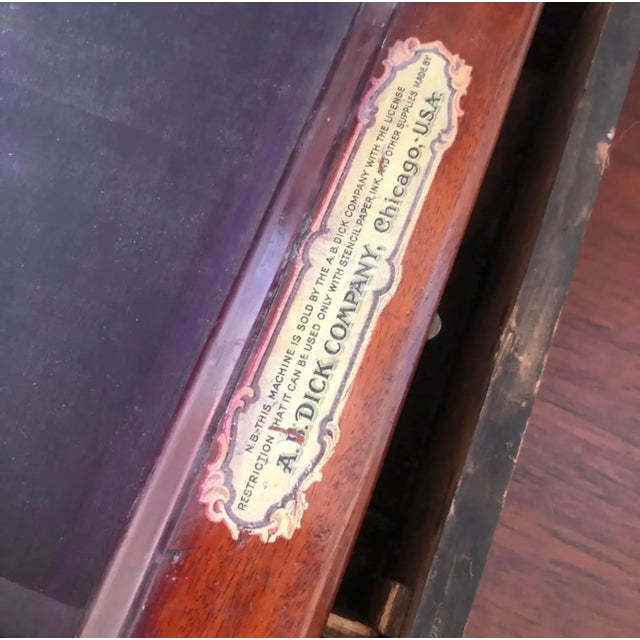 N.B. THIS MACHINE IS SOLD BY THE A.B. DICK COMPANY WITH THE LICENSE
RESTRICTION THAT IT CAN BE USED ONLY WITH STENCIL PAPER, INK, AND OTHER SUPPLIES MADE BY
A.B. DICK COMPANY, Chicago, U.S.A.